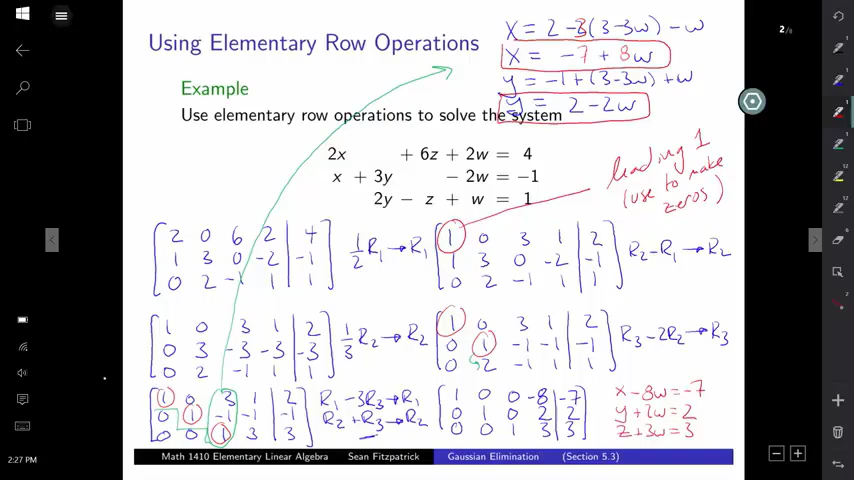 Using Elementary Row Operations
x = 2 - 3(3-3w) - w
x = -7 + 8w
y = -1 + (3-3w) + w
y = 2 - 2w
2/8
Example
Use elementary row operations to solve the system
2x + 6z + 2w = 4
x + 3y - 2w = -1
2y - z + w = 1
leading 1
(use to make
zeros)
2 0 6 2 | 4
1 3 0 -2 | -1
0 2 -1 1 | 1
½R₁→R₁
1 0 3 1 | 2
1 3 0 -2 | -1
0 2 -1 1 | 1
R₂-R₁→R₂
1 0 3 1 | 2
0 3 -3 -3 | -3
0 2 -1 1 | 1
⅓R₂→R₂
1 0 3 1 | 2
0 1 -1 -1 | -1
0 2 -1 1 | 1
R₃-2R₂→R₃
1 0 3 1 | 2
0 1 -1 -1 | -1
0 0 1 3 | 3
R₁-3R₃→R₁
R₂+R₃→R₂
1 0 0 -8 | -7
0 1 0 2 | 2
0 0 1 3 | 3
x-8w=-7
y+2w=2
z+3w=3
2:27 PM
Math 1410 Elementary Linear Algebra Sean Fitzpatrick Gaussian Elimination (Section 5.3)